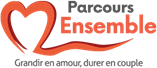 Parcours
Ensemble
Grandir en amour, durer en couple